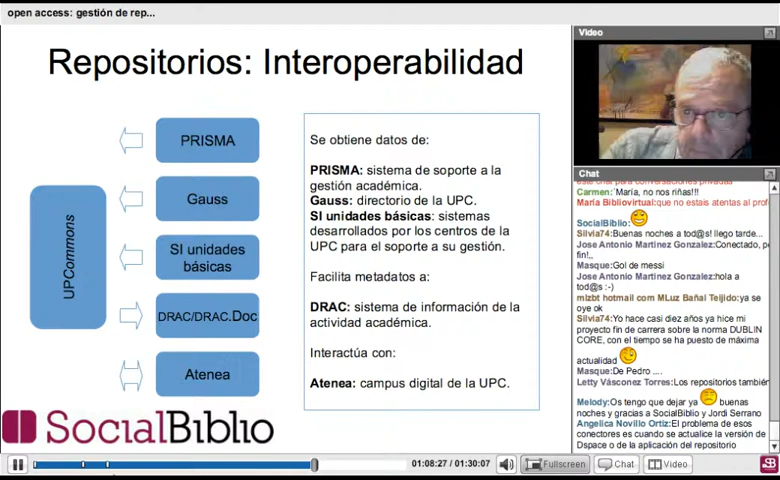 open access: gestión de rep...
Repositorios: Interoperabilidad
PRISMA
Gauss
SI unidades
básicas
DRAC/DRAC.Doc
Atenea
UPCommons
Se obtiene datos de:
PRISMA: sistema de soporte a la
gestión académica.
Gauss: directorio de la UPC.
SI unidades básicas: sistemas
desarrollados por los centros de la
UPC para el soporte a su gestión.
Facilita metadatos a:
DRAC: sistema de información de la
actividad académica.
Interactúa con:
Atenea: campus digital de la UPC.
SocialBiblio
Video
Chat
este chat para conversaciones privadas
Carmen:´María, no nos riñas!!!
Maria Bibliovirtual:que no estais atentas al prof
SocialBiblio:
Silvia74:Buenas noches a tod@s! llego tarde...
Jose Antonio Martinez Gonzalez:Conectado, p
fin!,,
Masque:Gol de messi
Jose Antonio Martinez Gonzalez:hola a
tod@s :-)
mlzbt hotmail com MLuz Bañal Teijido:ya se
oye ok
Silvia74:Yo hace casi diez años ya hice mi
proyecto fin de carrera sobre la norma DUBLIN
CORE, con el tiempo se ha puesto de máxima
actualidad
Masque:De Pedro ....
Letty Vásconez Torres:Los repositorios también
Melody:Os tengo que dejar ya buenas
noches y gracias a SocialBiblio y Jordi Serrano
Angelica Novillo Ortiz:El problema de esos
conectores es cuando se actualice la versión de
Dspace o de la aplicación del repositorio
01:08:27 / 01:30:07
Fullscreen
Chat
Video